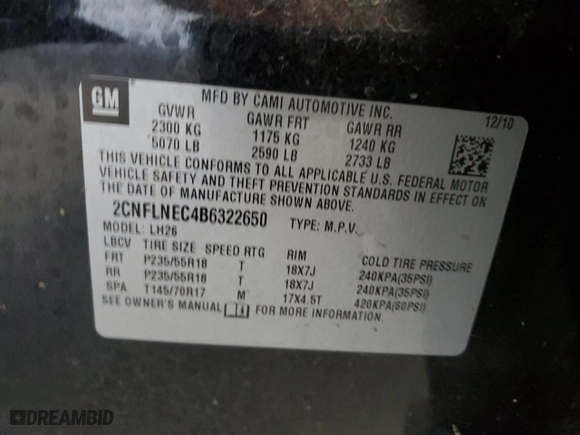 GM
MFD BY CAMI AUTOMOTIVE INC.
12/10
GVWR GAWR FRT GAWR RR
2300 KG 1175 KG 1240 KG
5070 LB 2590 LB 2733 LB
THIS VEHICLE CONFORMS TO ALL APPLICABLE U.S. FEDERAL MOTOR
VEHICLE SAFETY AND THEFT PREVENTION STANDARDS IN EFFECT ON
THE DATE OF MANUFACTURE SHOWN ABOVE.
2CNFLNEC4B6322650 TYPE: M.P.V.
MODEL: LH26
LBCV TIRE SIZE SPEED RTG RIM COLD TIRE PRESSURE
FRT P235/55R18 T 18X7J 240KPA(35PSI)
RR P235/55R18 T 18X7J 240KPA(35PSI)
SPA T145/70R17 M 17X4.5T 420KPA(60PSI)
SEE OWNER'S MANUAL FOR MORE INFORMATION.
DREAMBID